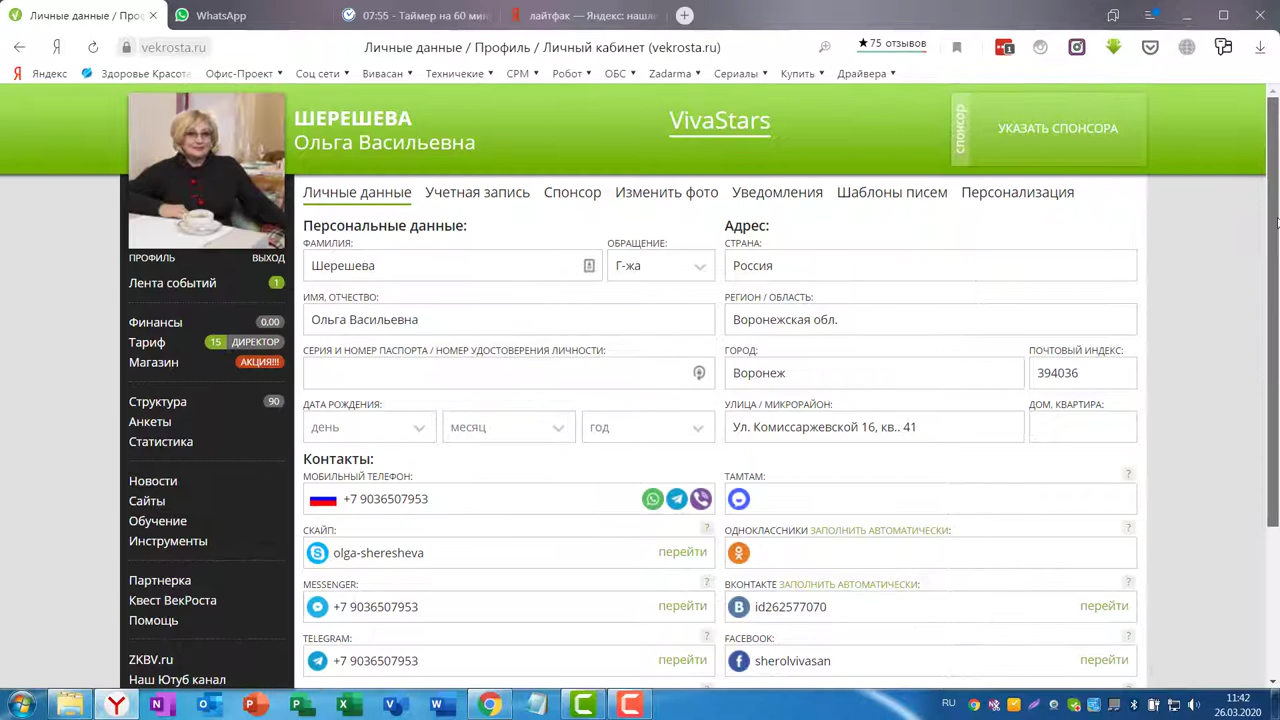 Личные данные / Про
WhatsApp
07:55 - Таймер на 60 мин
лайтфак — Яндекс: нашло
vekrosta.ru
Личные данные / Профиль / Личный кабинет (vekrosta.ru)
★75 отзывов
Яндекс
Здоровье Красота
Офис-Проект
Соц сети
Вивасан
Технические
СРМ
Робот
ОБС
Zadarma
Сериалы
Купить
Драйвера
ШЕРЕШЕВА
Ольга Васильевна
VivaStars
спонсор
УКАЗАТЬ СПОНСОРА
ПРОФИЛЬ
ВЫХОД
Лента событий 1
Финансы 0,00
Тариф 15 ДИРЕКТОР
Магазин АКЦИЯ!!!
Структура 90
Анкеты
Статистика
Новости
Сайты
Обучение
Инструменты
Партнерка
Квест ВекРоста
Помощь
ZKBV.ru
Наш Ютуб канал
Личные данные
Учетная запись
Спонсор
Изменить фото
Уведомления
Шаблоны писем
Персонализация
Персональные данные:
ФАМИЛИЯ:
ОБРАЩЕНИЕ:
Шерешева
Г-жа
ИМЯ, ОТЧЕСТВО:
Ольга Васильевна
СЕРИЯ И НОМЕР ПАСПОРТА / НОМЕР УДОСТОВЕРЕНИЯ ЛИЧНОСТИ:
ДАТА РОЖДЕНИЯ:
день
месяц
год
Адрес:
СТРАНА:
Россия
РЕГИОН / ОБЛАСТЬ:
Воронежская обл.
ГОРОД:
ПОЧТОВЫЙ ИНДЕКС:
Воронеж
394036
УЛИЦА / МИКРОРАЙОН:
ДОМ, КВАРТИРА:
Ул. Комиссаржевской 16, кв.. 41
Контакты:
МОБИЛЬНЫЙ ТЕЛЕФОН:
+7 9036507953
ТАМТАМ:
?
СКАЙП:
?
olga-sheresheva
перейти
ОДНОКЛАССНИКИ ЗАПОЛНИТЬ АВТОМАТИЧЕСКИ:
?
MESSENGER:
?
+7 9036507953
перейти
ВКОНТАКТЕ ЗАПОЛНИТЬ АВТОМАТИЧЕСКИ:
?
id262577070
перейти
TELEGRAM:
?
+7 9036507953
перейти
FACEBOOK:
?
sherolvivasan
перейти
RU
11:42
26.03.2020